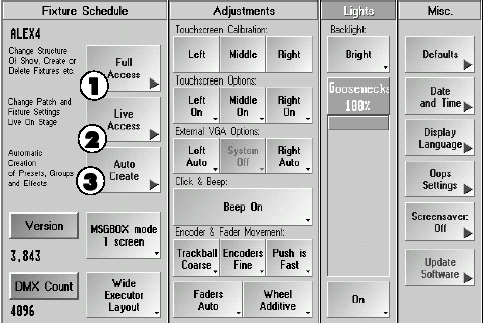 Fixture Schedule
ALEX4
Change Structure
Of Show, Create or
Delete Fixtures etc.
Full
Access
1
Change Patch and
Fixture Settings
Live On Stage
Live
Access
2
Automatic
Creation
of Presets, Groups
and Effects
Auto
Create
3
Version
3,843
MSGBOX mode
1 screen
DMX Count
4096
Wide
Executor
Layout
Adjustments
Touchscreen Calibration:
Left
Middle
Right
Touchscreen Options:
Left
On
Middle
On
Right
On
External VGA Options:
Left
Auto
System
Off
Right
Auto
Click & Beep:
Beep On
Encoder & Fader Movement:
Trackball
Coarse
Encoders
Fine
Push is
Fast
Faders
Auto
Wheel
Additive
Lights
Backlight:
Bright
Goosenecks
100%
On
Misc.
Defaults
Date
and Time
Display
Language
Oops
Settings
Screensaver:
Off
Update
Software